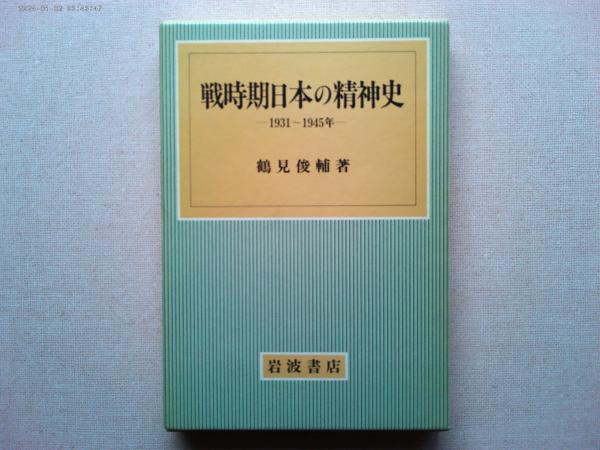 戦時期日本の精神史
―1931～1945年―
鶴見俊輔著
岩波書店